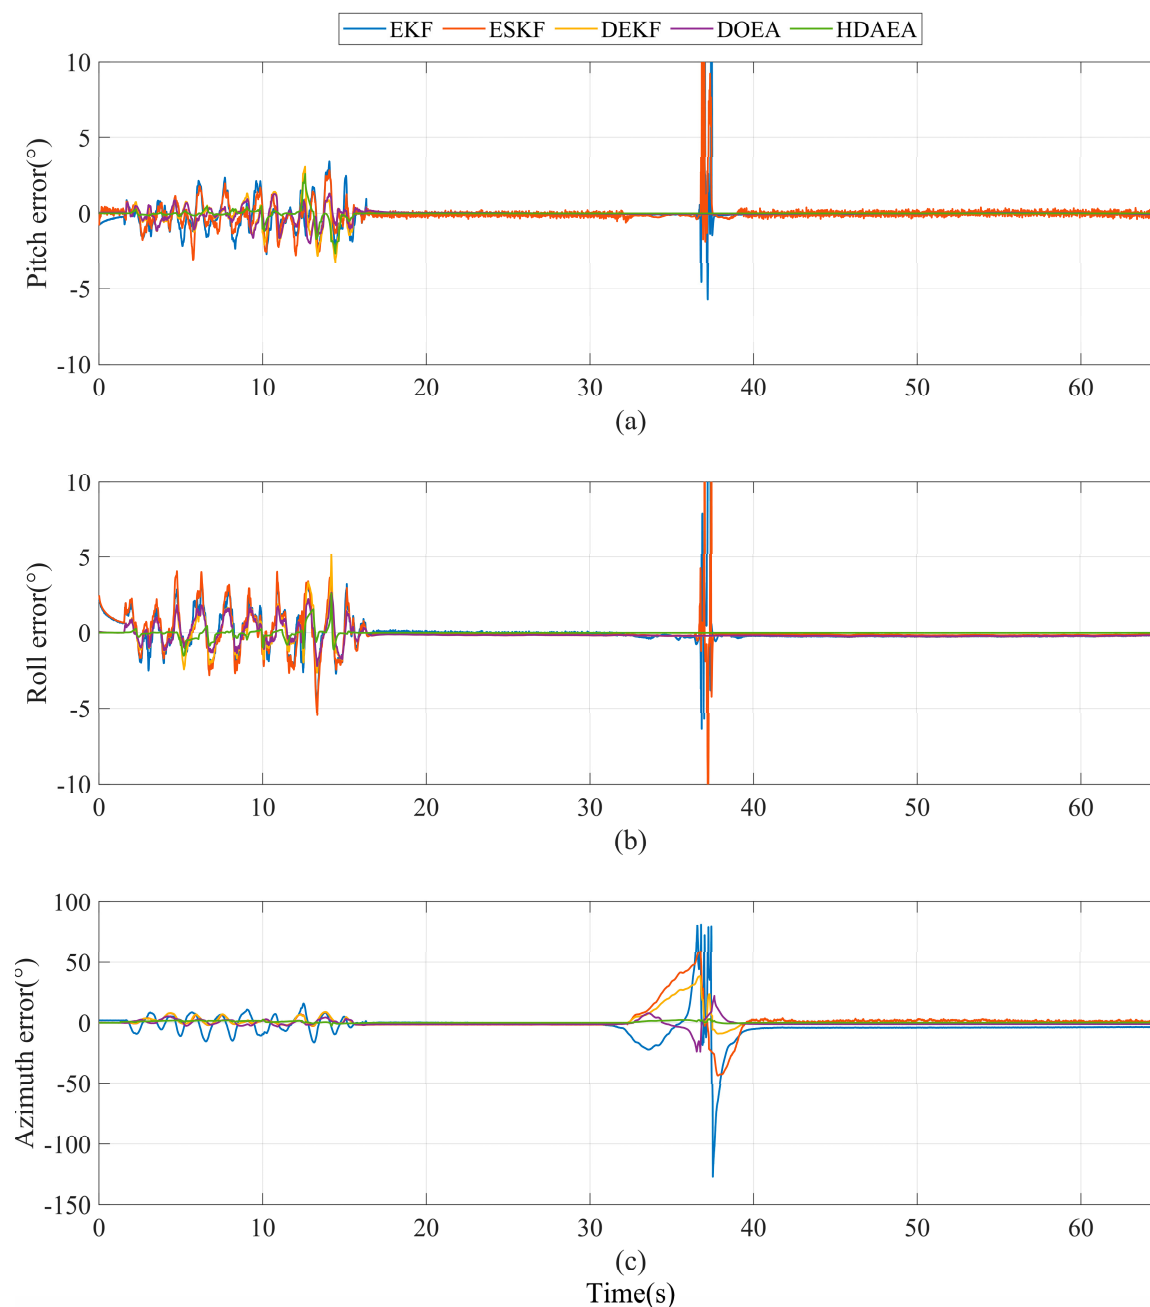 EKF ESKF DEKF DOEA HDAEA
10
5
0
-5
-10
Pitch error(°)
0 10 20 30 40 50 60
(a)
10
5
0
-5
-10
Roll error(°)
0 10 20 30 40 50 60
(b)
100
50
0
-50
-100
-150
Azimuth error(°)
0 10 20 30 40 50 60
(c)
Time(s)